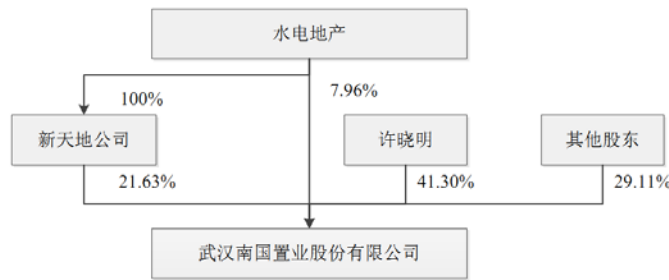 水电地产
100%
7.96%
新天地公司
许晓明
其他股东
21.63%
41.30%
29.11%
武汉南国置业股份有限公司